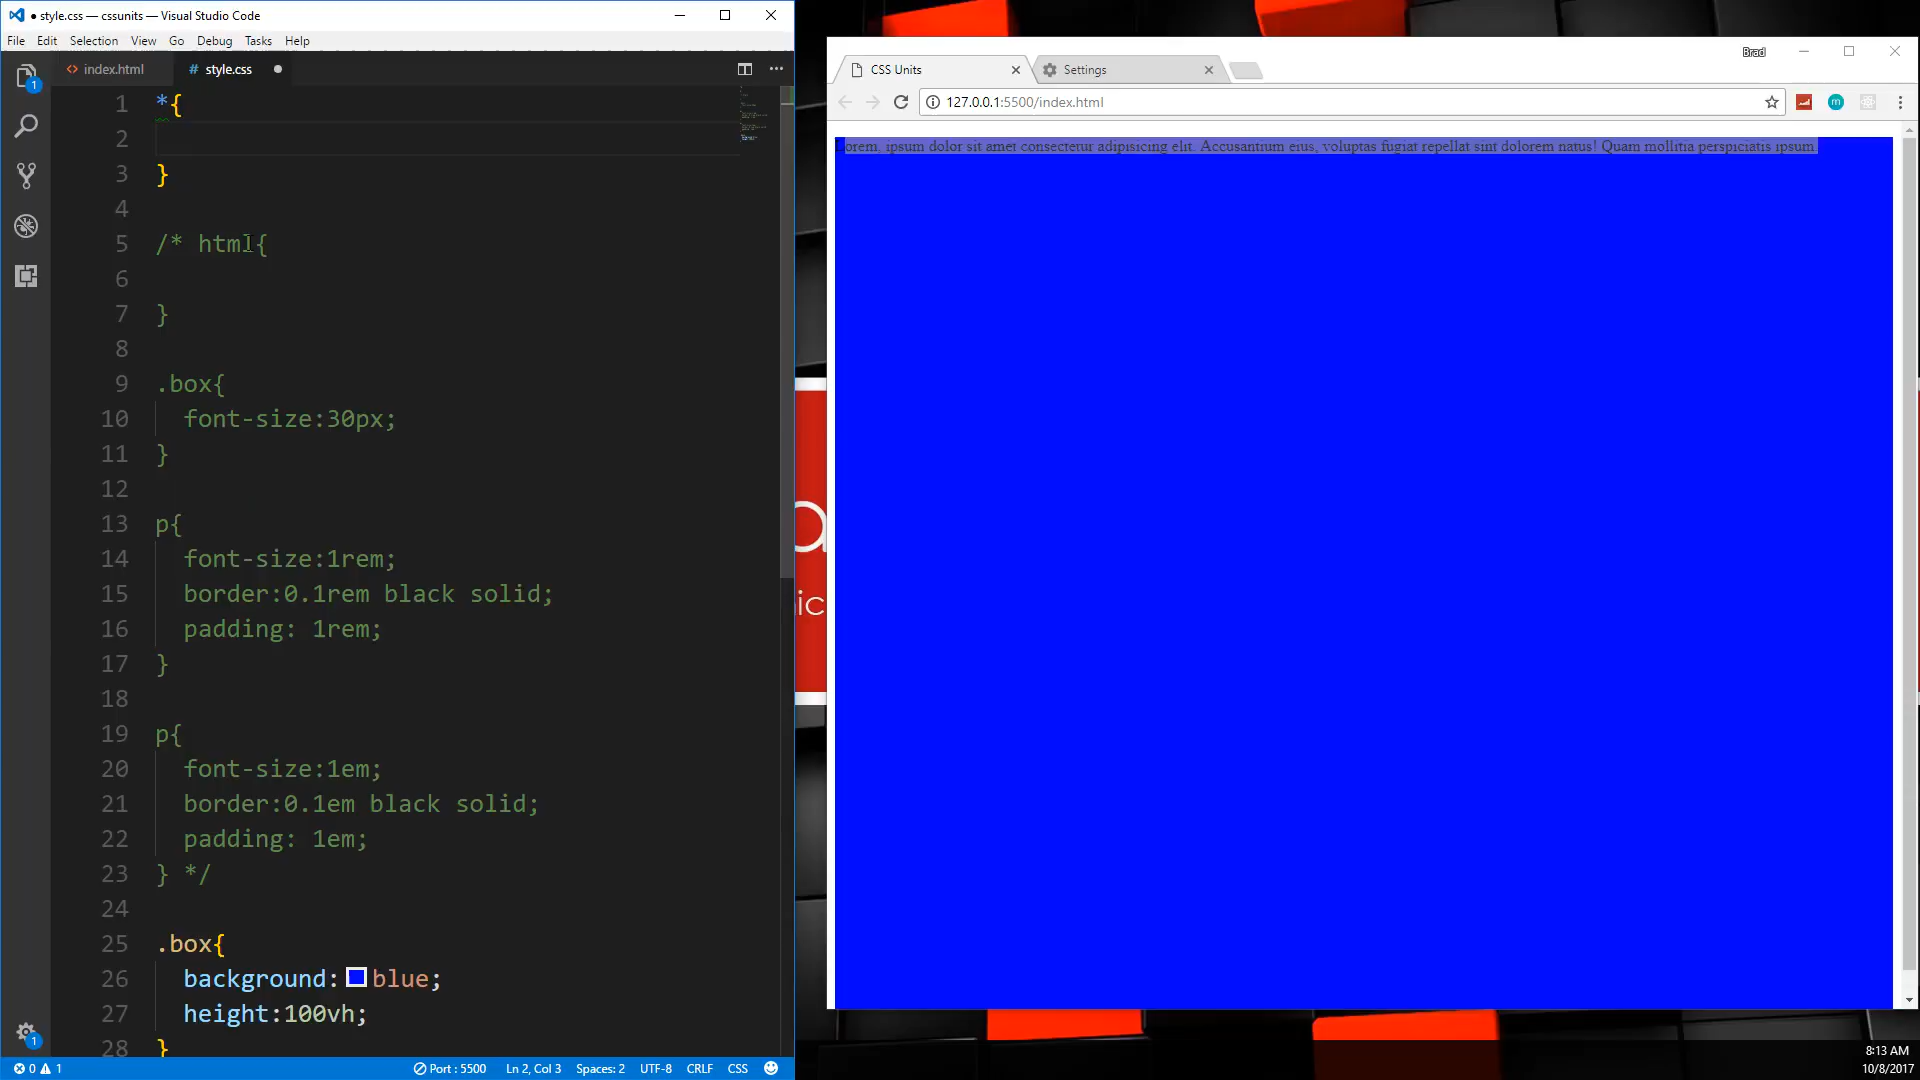 ● style.css — cssunits — Visual Studio Code
File Edit Selection View Go Debug Tasks Help
<> index.html # style.css ●
1 *{
2
3 }
4
5 /* html{
6
7 }
8
9 .box{
10 font-size:30px;
11 }
12
13 p{
14 font-size:1rem;
15 border:0.1rem black solid;
16 padding: 1rem;
17 }
18
19 p{
20 font-size:1em;
21 border:0.1em black solid;
22 padding: 1em;
23 } */
24
25 .box{
26 background: blue;
27 height:100vh;
28 }
1
1
0 1 Port : 5500 Ln 2, Col 3 Spaces: 2 UTF-8 CRLF CSS
a
nic
Brad
CSS Units Settings
127.0.0.1:5500/index.html
m
Lorem, ipsum dolor sit amet consectetur adipisicing elit. Accusantium eius, voluptas fugiat repellat sint dolorem natus! Quam mollitia perspiciatis ipsum
8:13 AM
10/8/2017